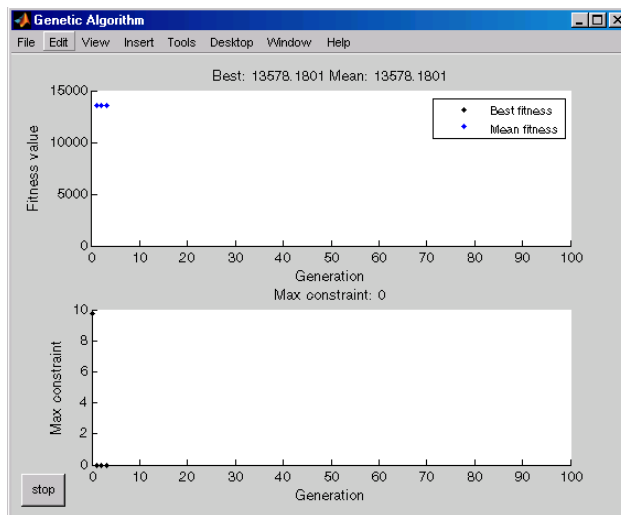 Genetic Algorithm
File Edit View Insert Tools Desktop Window Help
Best: 13578.1801 Mean: 13578.1801
15000
10000
5000
0
Fitness value
Best fitness
Mean fitness
0 10 20 30 40 50 60 70 80 90 100
Generation
Max constraint: 0
10
8
6
4
2
0
Max constraint
0 10 20 30 40 50 60 70 80 90 100
Generation
stop